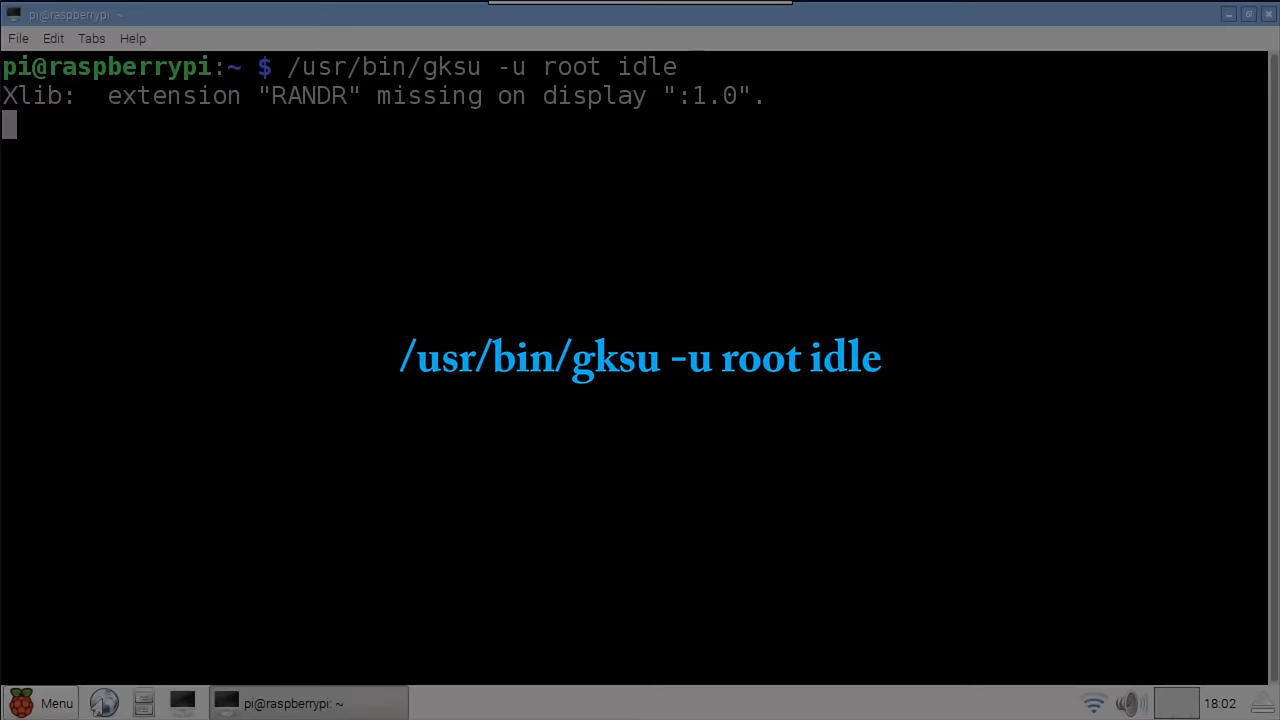 pi@raspberrypi: ~
File Edit Tabs Help
pi@raspberrypi:~ $ /usr/bin/gksu -u root idle
Xlib:  extension "RANDR" missing on display ":1.0".
/usr/bin/gksu -u root idle
Menu pi@raspberrypi: ~ 18:02